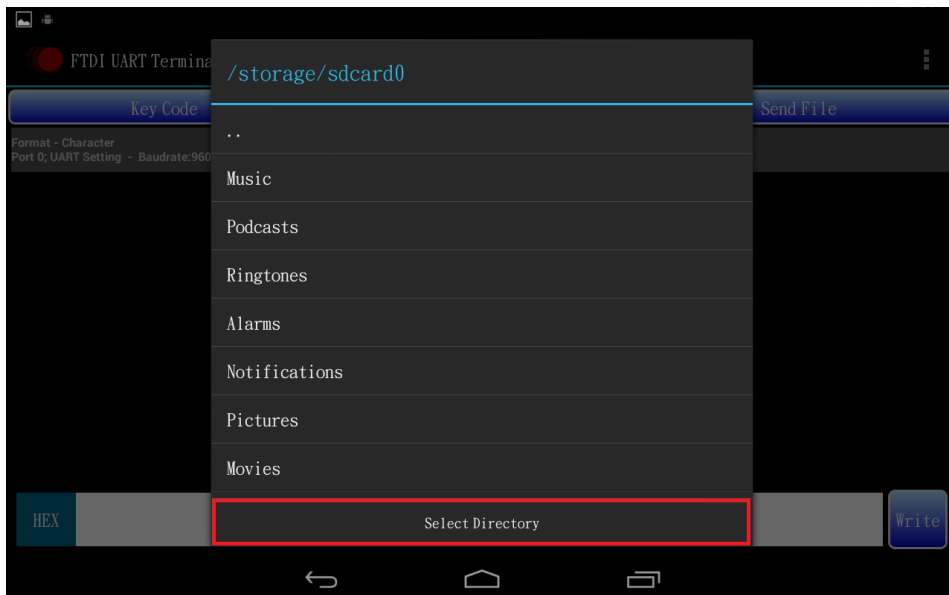 FTDI UART Termina
/storage/sdcard0
Key Code
Send File
Format - Character
Port 0; UART Setting - Baudrate:960
..
Music
Podcasts
Ringtones
Alarms
Notifications
Pictures
Movies
HEX
Select Directory
Write